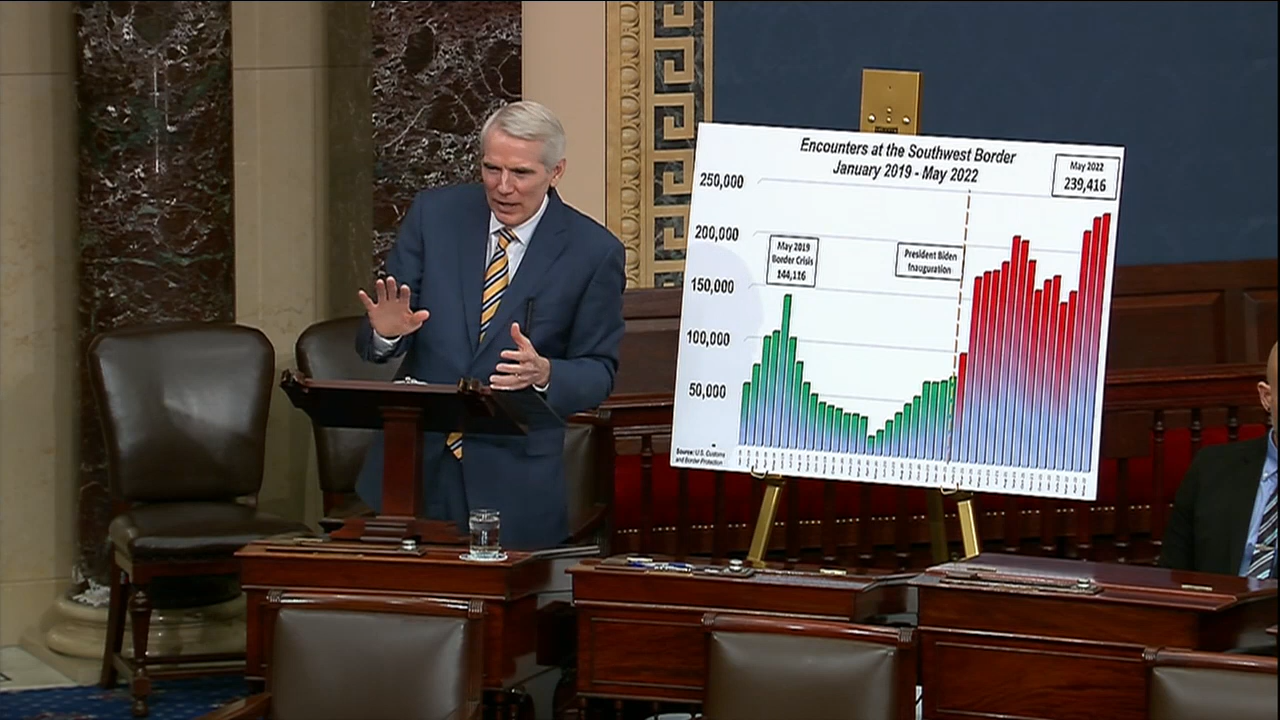 Encounters at the Southwest Border
January 2019 - May 2022
May 2022
239,416
250,000
200,000
150,000
100,000
50,000
May 2019
Border Crisis
144,116
President Biden
Inauguration
Source: U.S. Customs
and Border Protection